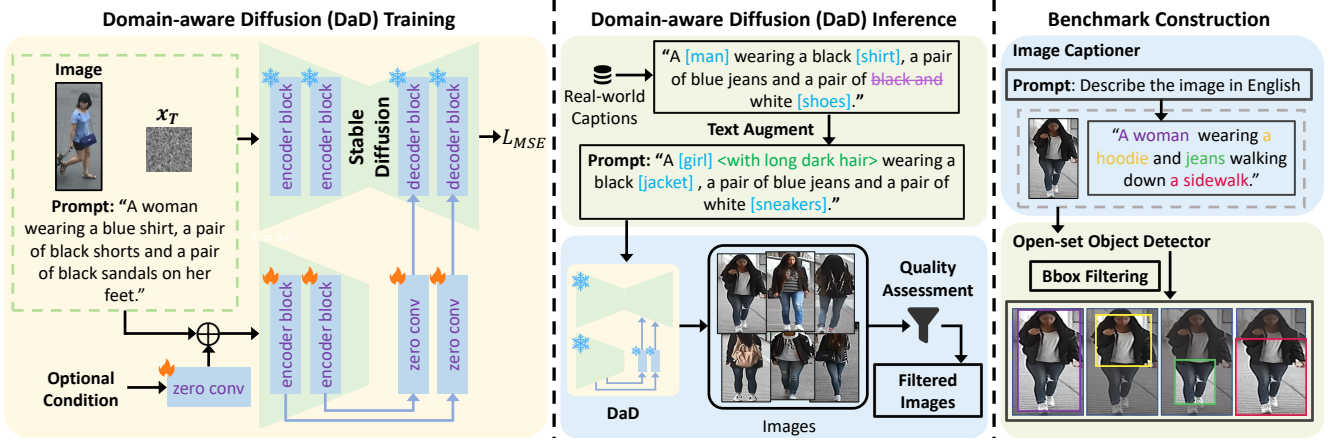 Domain-aware Diffusion (DaD) Training
Image
x_T
Prompt: “A woman
wearing a blue shirt, a pair
of black shorts and a pair
of black sandals on her
feet.”
Optional
Condition
zero conv
encoder block
encoder block
Stable
Diffusion
decoder block
decoder block
L_MSE
encoder block
encoder block
zero conv
zero conv
Domain-aware Diffusion (DaD) Inference
Real-world
Captions
“A [man] wearing a black [shirt], a pair
of blue jeans and a pair of black and
white [shoes].”
Text Augment
Prompt: “A [girl] <with long dark hair> wearing a
black [jacket] , a pair of blue jeans and a pair of
white [sneakers].”
DaD
Images
Quality
Assessment
Filtered
Images
Benchmark Construction
Image Captioner
Prompt: Describe the image in English
“A woman wearing a
hoodie and jeans walking
down a sidewalk.”
Open-set Object Detector
Bbox Filtering